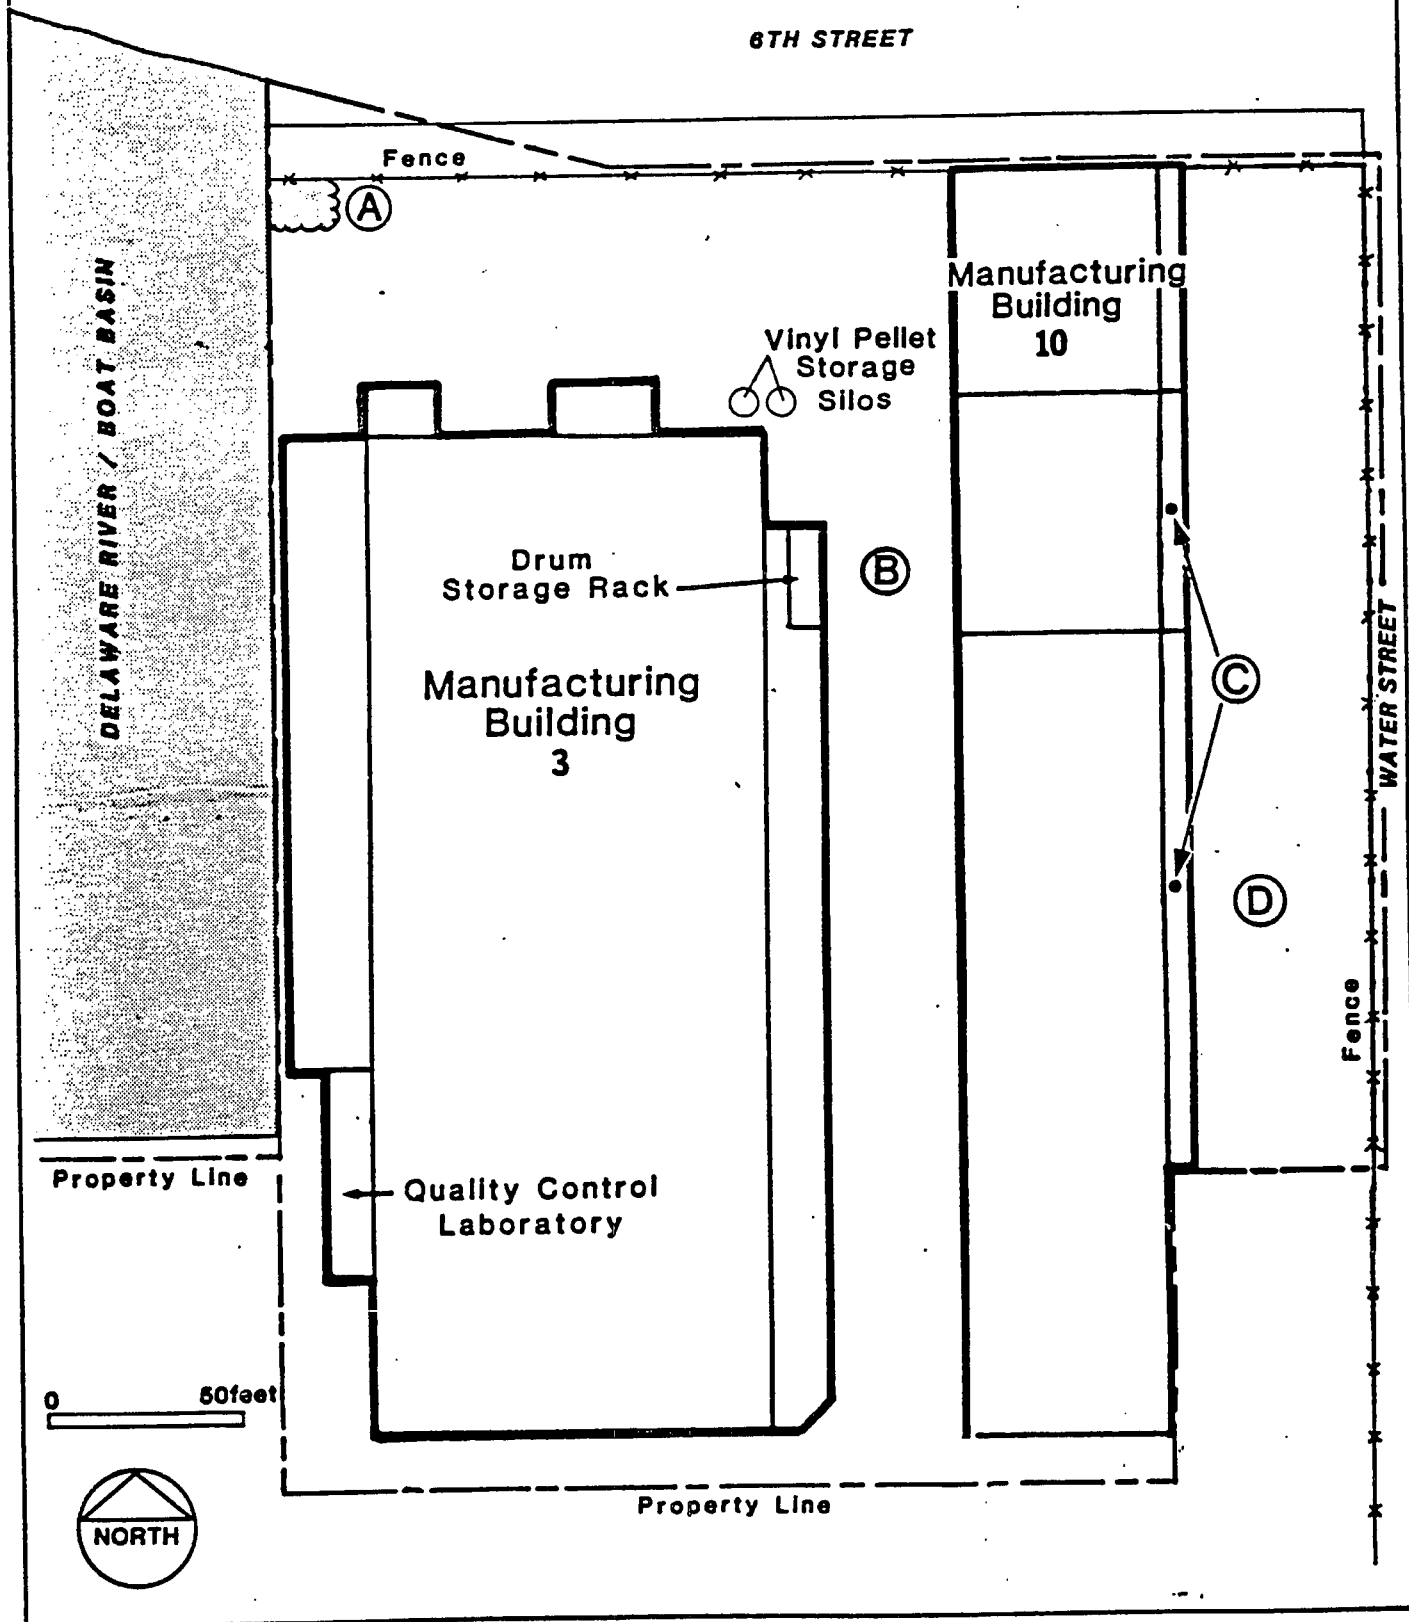 6TH STREET
Fence
A
DELAWARE RIVER / BOAT BASIN
Manufacturing
Building
10
Vinyl Pellet
Storage
Silos
Drum
Storage Rack
B
Manufacturing
Building
3
C
WATER STREET
D
Fence
Property Line
Quality Control
Laboratory
0 50feet
NORTH
Property Line